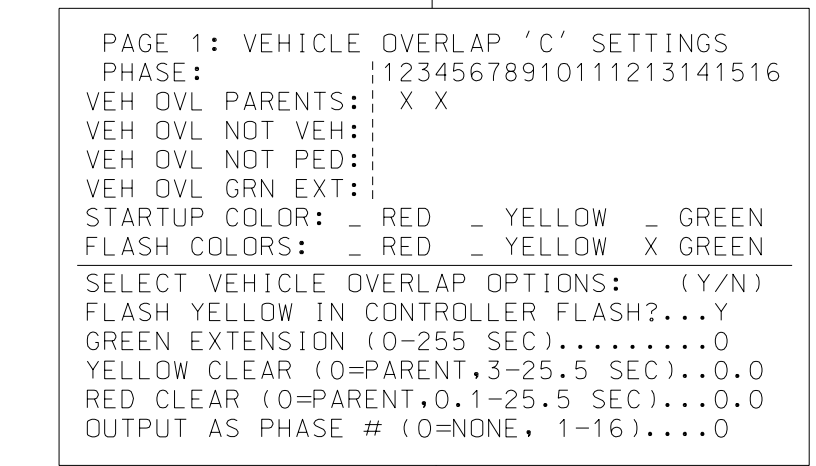 PAGE 1: VEHICLE OVERLAP 'C' SETTINGS
PHASE: |12345678910111213141516
VEH OVL PARENTS:| X X
VEH OVL NOT VEH:|
VEH OVL NOT PED:|
VEH OVL GRN EXT:|
STARTUP COLOR: _ RED _ YELLOW _ GREEN
FLASH COLORS: _ RED _ YELLOW X GREEN
SELECT VEHICLE OVERLAP OPTIONS: (Y/N)
FLASH YELLOW IN CONTROLLER FLASH?...Y
GREEN EXTENSION (0-255 SEC).........0
YELLOW CLEAR (0=PARENT,3-25.5 SEC)..0.0
RED CLEAR (0=PARENT,0.1-25.5 SEC)...0.0
OUTPUT AS PHASE # (0=NONE, 1-16)....0